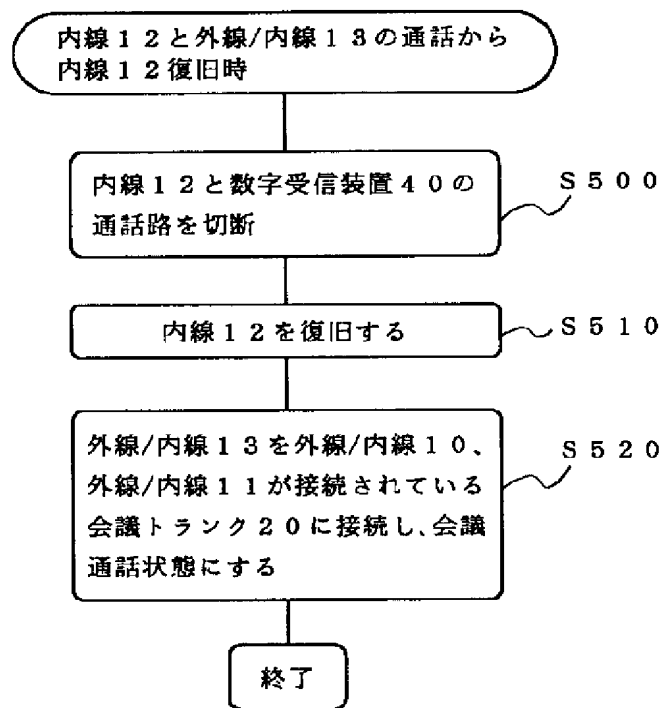 内線12と外線/内線13の通話から
内線12復旧時
内線12と数字受信装置40の
通話路を切断
S500
内線12を復旧する
S510
外線/内線13を外線/内線10、
外線/内線11が接続されている
会議トランク20に接続し、会議
通話状態にする
S520
終了